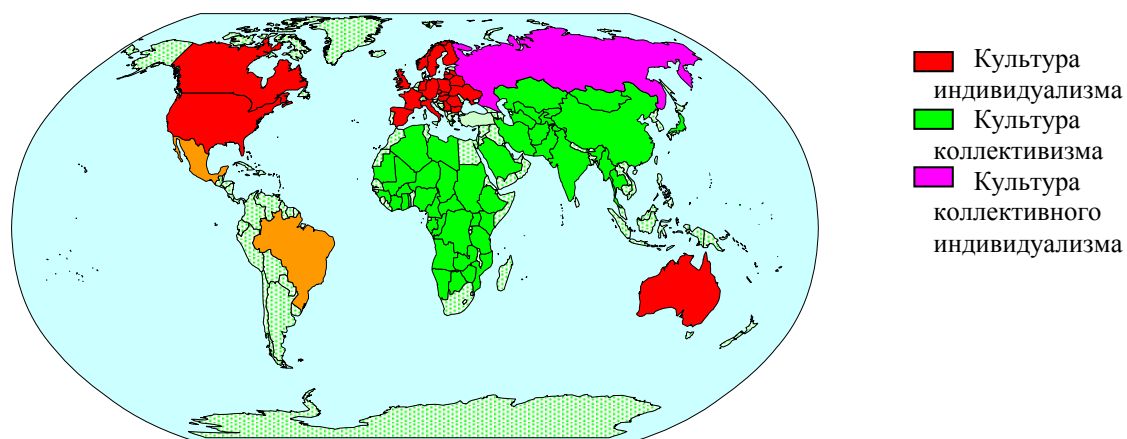 Культура
индивидуализма
Культура
коллективизма
Культура
коллективного
индивидуализма